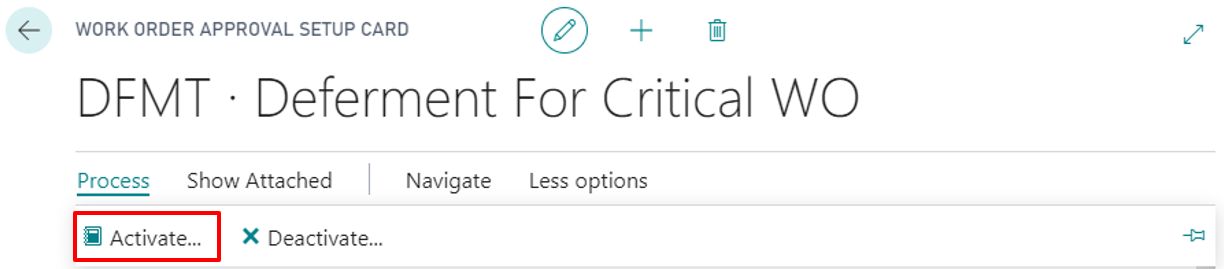 WORK ORDER APPROVAL SETUP CARD
DFMT · Deferment For Critical WO
Process Show Attached Navigate Less options
Activate... Deactivate...